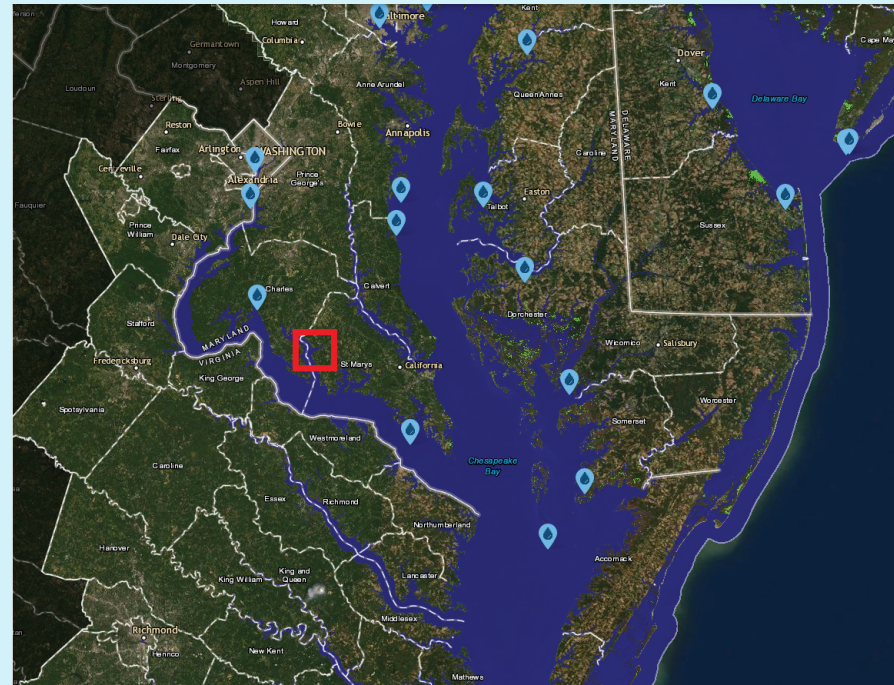 Howard
Baltimore
Kent
Columbia
Germantown
Montgomery
Loudoun
Aspen Hill
Anne Arundel
Queen Annes
Dover
Kent
Cape May
Delaware Bay
Sterling
Reston
Fairfax
Bowie
Annapolis
DELAWARE
MARYLAND
Caroline
Arlington
WASHINGTON
Centreville
Alexandria
Prince
George's
Easton
Talbot
Fauquier
Prince
William
Dale City
Sussex
Charles
Calvert
Dorchester
Stafford
MARYLAND
VIRGINIA
Wicomico
Salisbury
Fredericksburg
St Marys
California
King George
Spotsylvania
Worcester
Somerset
Westmoreland
Chesapeake
Bay
Caroline
Essex
Richmond
Northumberland
Hanover
Accomack
King and
Queen
King William
Lancaster
Middlesex
Richmond
Henrico
New Kent
Mathews